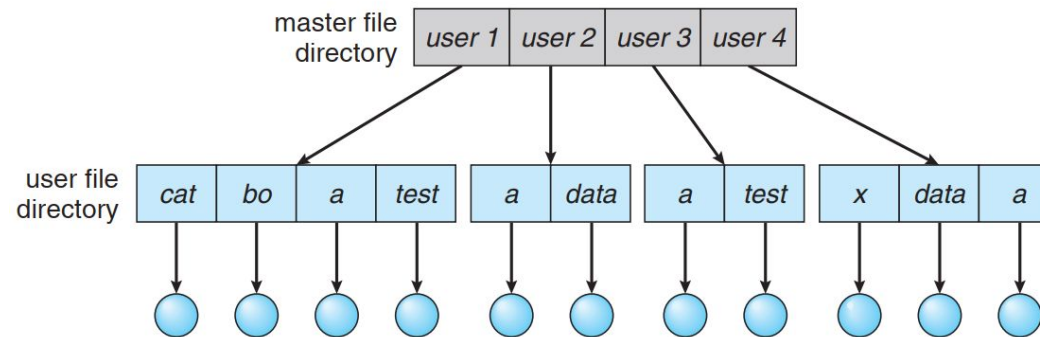 master file
directory
user 1 user 2 user 3 user 4
user file
directory
cat bo a test a data a test x data a